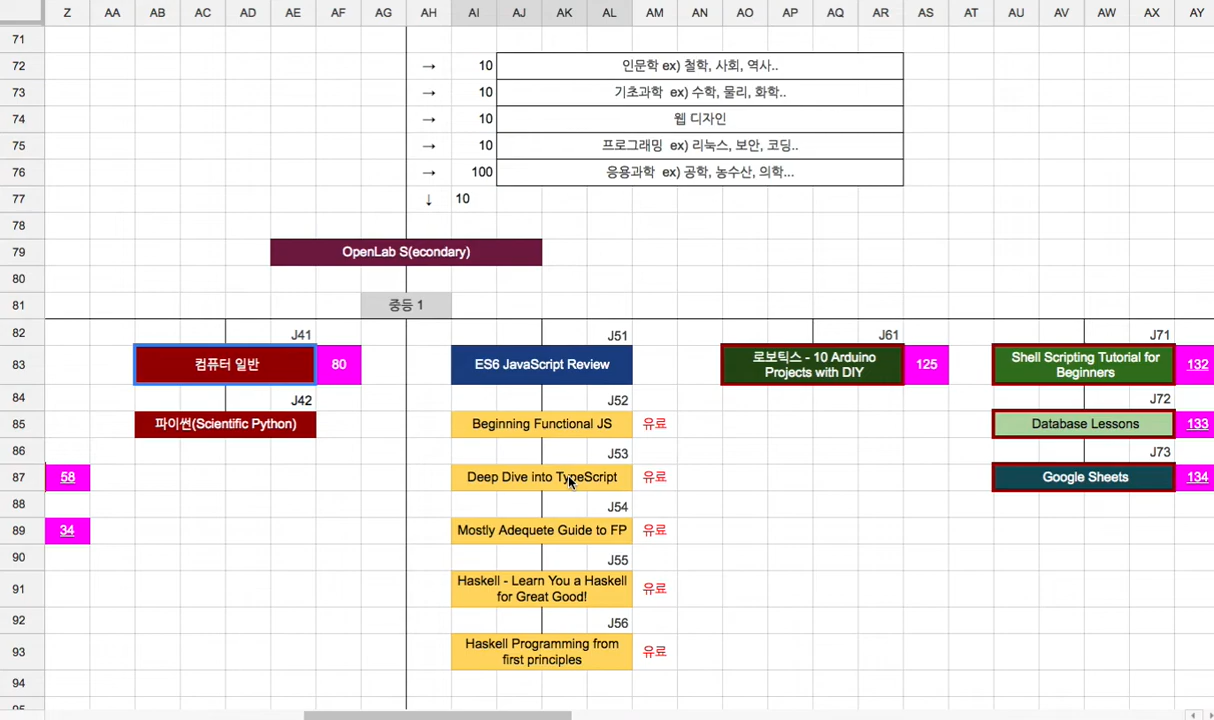 Z AA AB AC AD AE AF AG AH AI AJ AK AL AM AN AO AP AQ AR AS AT AU AV AW AX AY
71
72 → 10 인문학 ex) 철학, 사회, 역사..
73 → 10 기초과학 ex) 수학, 물리, 화학..
74 → 10 웹 디자인
75 → 10 프로그래밍 ex) 리눅스, 보안, 코딩..
76 → 100 응용과학 ex) 공학, 농수산, 의학...
77 ↓ 10
78
79 OpenLab S(econdary)
80
81 중등 1
82 J41 J51 J61 J71
83 컴퓨터 일반 80 ES6 JavaScript Review 로보틱스 - 10 Arduino
Projects with DIY 125 Shell Scripting Tutorial for
Beginners 132
84 J42 J52 J72
85 파이썬(Scientific Python) Beginning Functional JS 유료 Database Lessons 133
86 J53 J73
87 58 Deep Dive into TypeScript 유료 Google Sheets 134
88 J54
89 34 Mostly Adequete Guide to FP 유료
90 J55
91 Haskell - Learn You a Haskell
for Great Good! 유료
92 J56
93 Haskell Programming from
first principles 유료
94
95